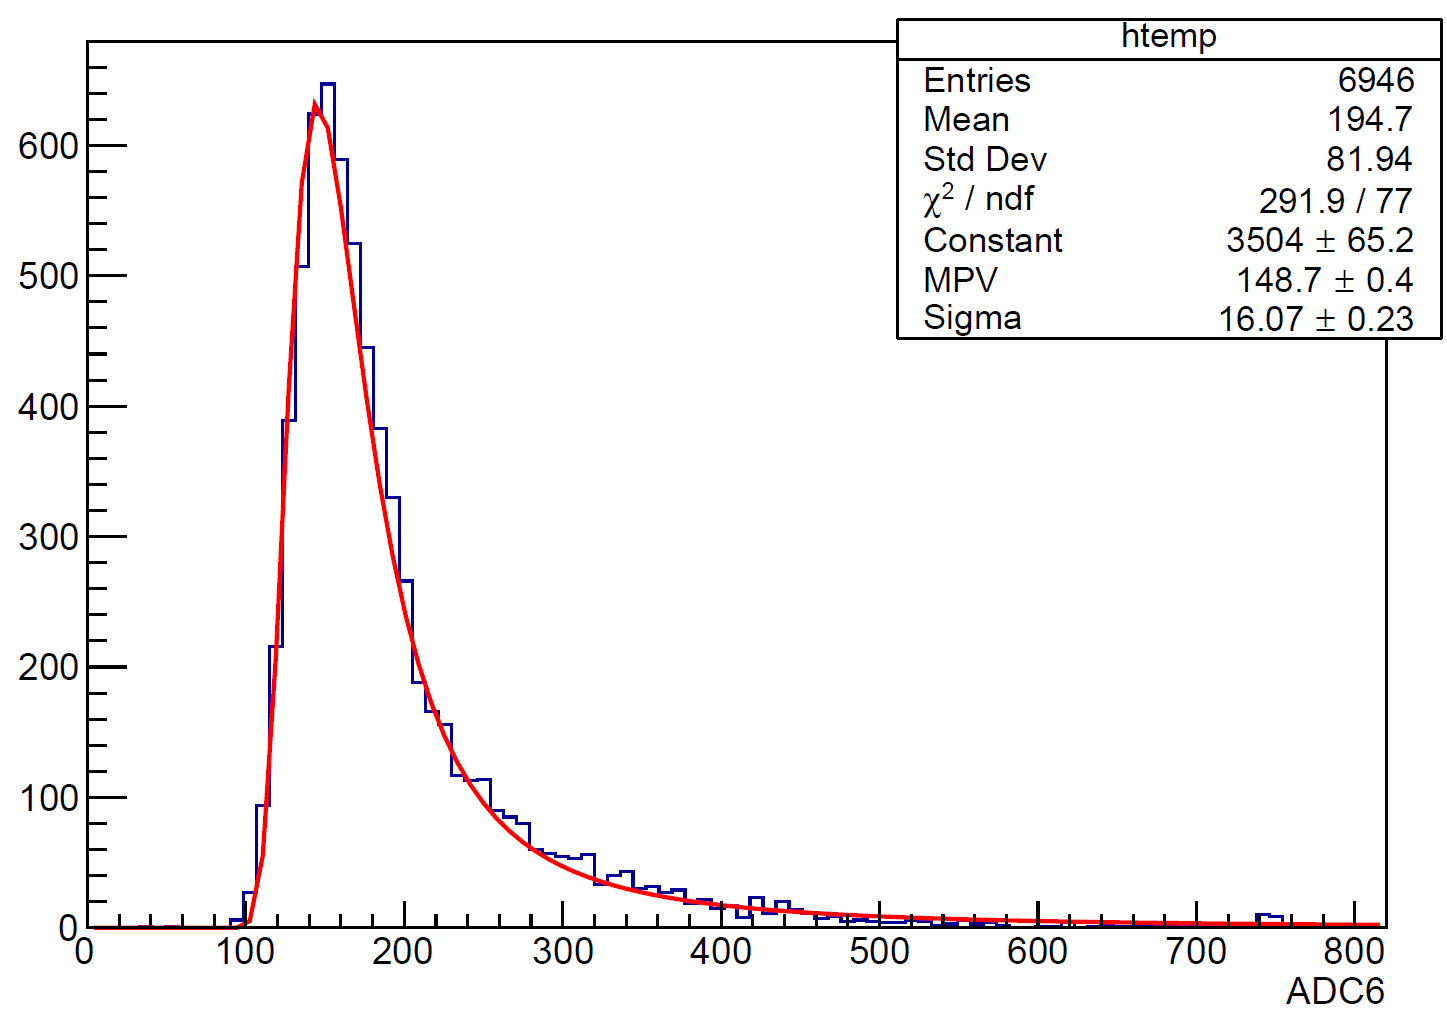 htemp
Entries 6946
Mean 194.7
Std Dev 81.94
χ² / ndf 291.9 / 77
Constant 3504 ± 65.2
MPV 148.7 ± 0.4
Sigma 16.07 ± 0.23
600
500
400
300
200
100
0
0 100 200 300 400 500 600 700 800
ADC6